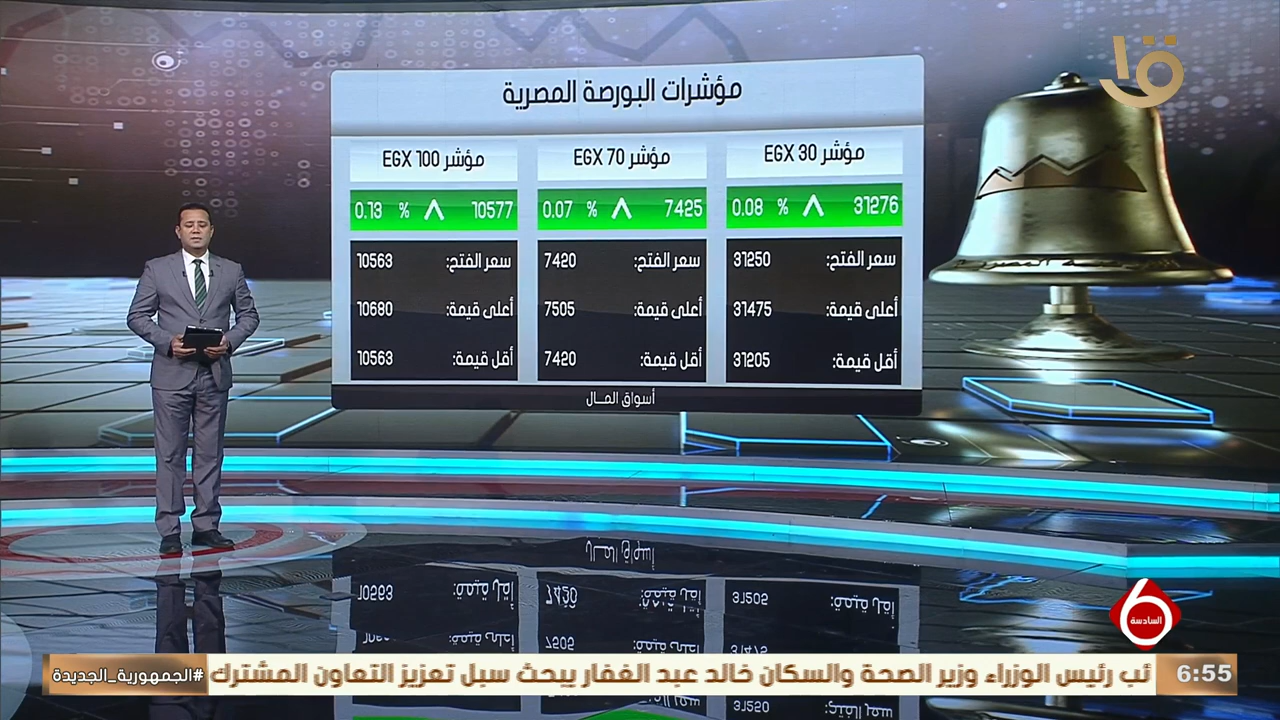 مؤشرات البورصة المصرية
مؤشر EGX 30
31276 % 0.08
سعر الفتح: 31250
أعلى قيمة: 31475
أقل قيمة: 31205
مؤشر EGX 70
7425 % 0.07
سعر الفتح: 7420
أعلى قيمة: 7505
أقل قيمة: 7420
مؤشر EGX 100
10577 % 0.13
سعر الفتح: 10563
أعلى قيمة: 10680
أقل قيمة: 10563
أسواق المـال
السادسة
6:55
ئب رئيس الوزراء وزير الصحة والسكان خالد عبد الغفار يبحث سبل تعزيز التعاون المشترك
#الجمهورية_الجديدة